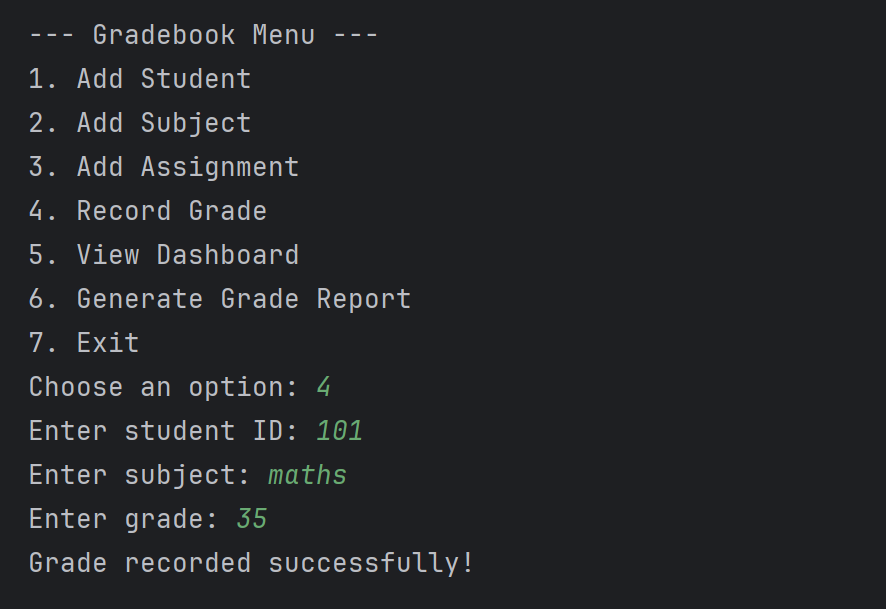 --- Gradebook Menu ---
1. Add Student
2. Add Subject
3. Add Assignment
4. Record Grade
5. View Dashboard
6. Generate Grade Report
7. Exit
Choose an option: 4
Enter student ID: 101
Enter subject: maths
Enter grade: 35
Grade recorded successfully!